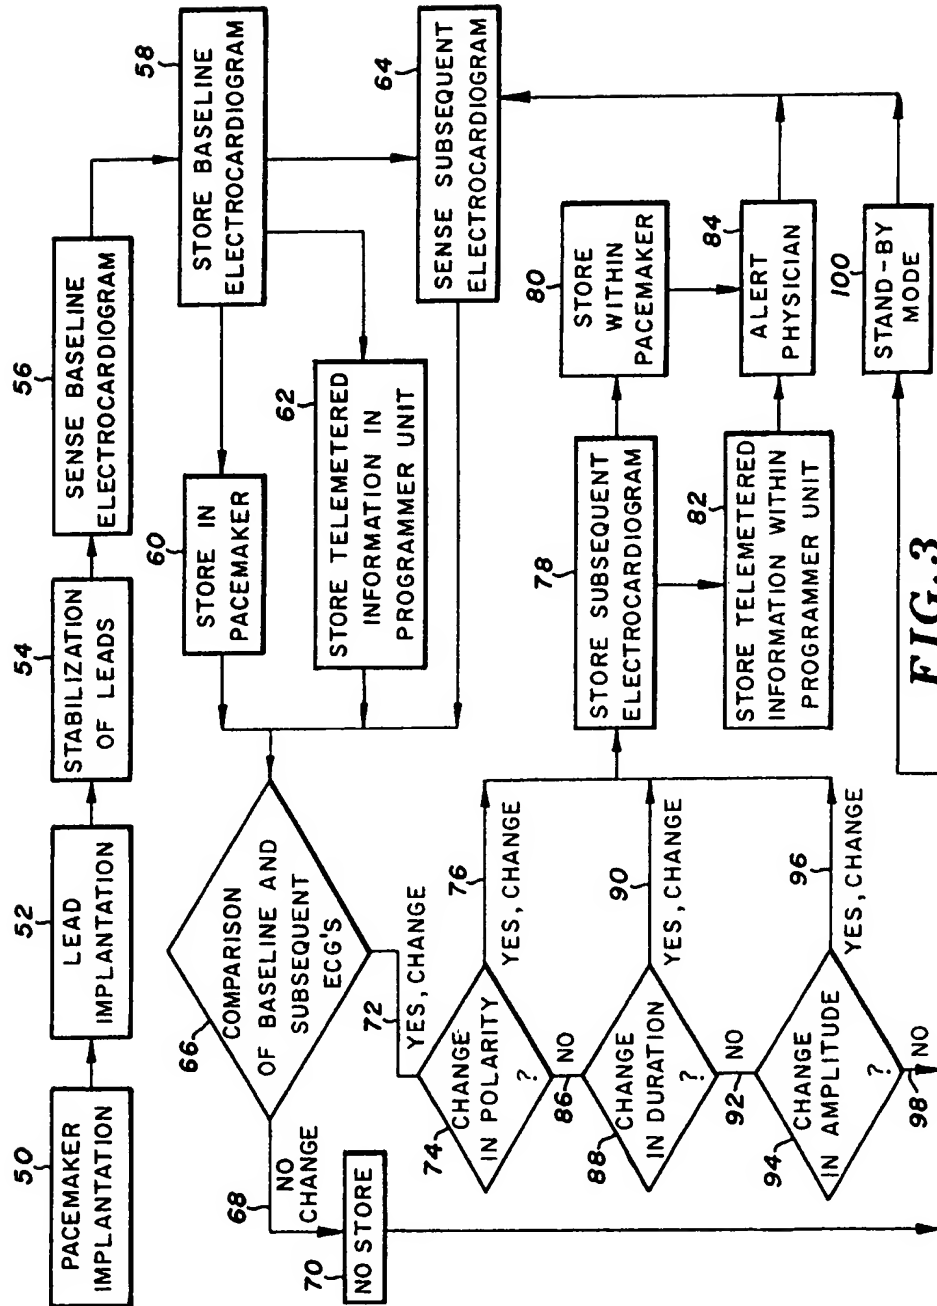 50
PACEMAKER
IMPLANTATION
52
LEAD
IMPLANTATION
54
STABILIZATION
OF LEADS
56
SENSE BASELINE
ELECTROCARDIOGRAM
58
STORE BASELINE
ELECTROCARDIOGRAM
60
STORE IN
PACEMAKER
62
STORE TELEMETERED
INFORMATION IN
PROGRAMMER UNIT
64
SENSE SUBSEQUENT
ELECTROCARDIOGRAM
66
COMPARISON
OF BASELINE AND
SUBSEQUENT
ECG'S
68
NO
CHANGE
70
NO STORE
72
YES, CHANGE
74
CHANGE
IN POLARITY
?
76
YES, CHANGE
78
STORE SUBSEQUENT
ELECTROCARDIOGRAM
80
STORE
WITHIN
PACEMAKER
82
STORE TELEMETERED
INFORMATION WITHIN
PROGRAMMER UNIT
84
ALERT
PHYSICIAN
86
NO
88
CHANGE
IN DURATION
?
90
YES, CHANGE
92
NO
94
CHANGE
IN AMPLITUDE
?
96
YES, CHANGE
98
100
STAND-BY
MODE
FIG.3